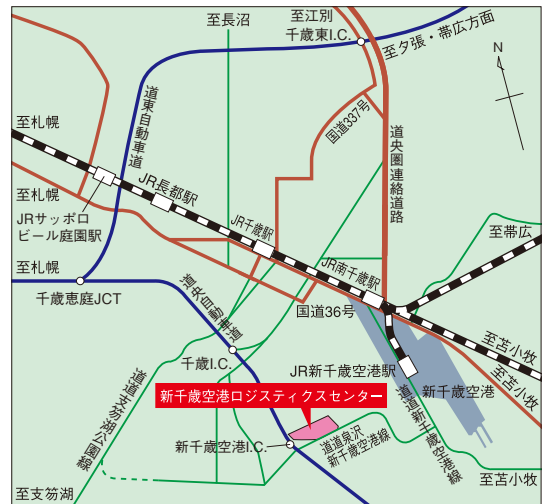 至長沼
至江別
千歳東I.C.
至夕張・帯広方面
N
道東自動車道
国道337号
道央圏連絡道路
至札幌
JR長都駅
至札幌
JRサッポロ
ビール庭園駅
JR千歳駅
至帯広
至札幌
JR南千歳駅
千歳恵庭JCT
道央自動車道
国道36号
千歳I.C.
至苫小牧
JR新千歳空港駅
新千歳空港
至苫小牧
新千歳空港ロジスティクスセンター
道道支笏湖公園線
道道泉沢
新千歳空港線
道道新千歳空港線
新千歳空港I.C.
至支笏湖
至苫小牧